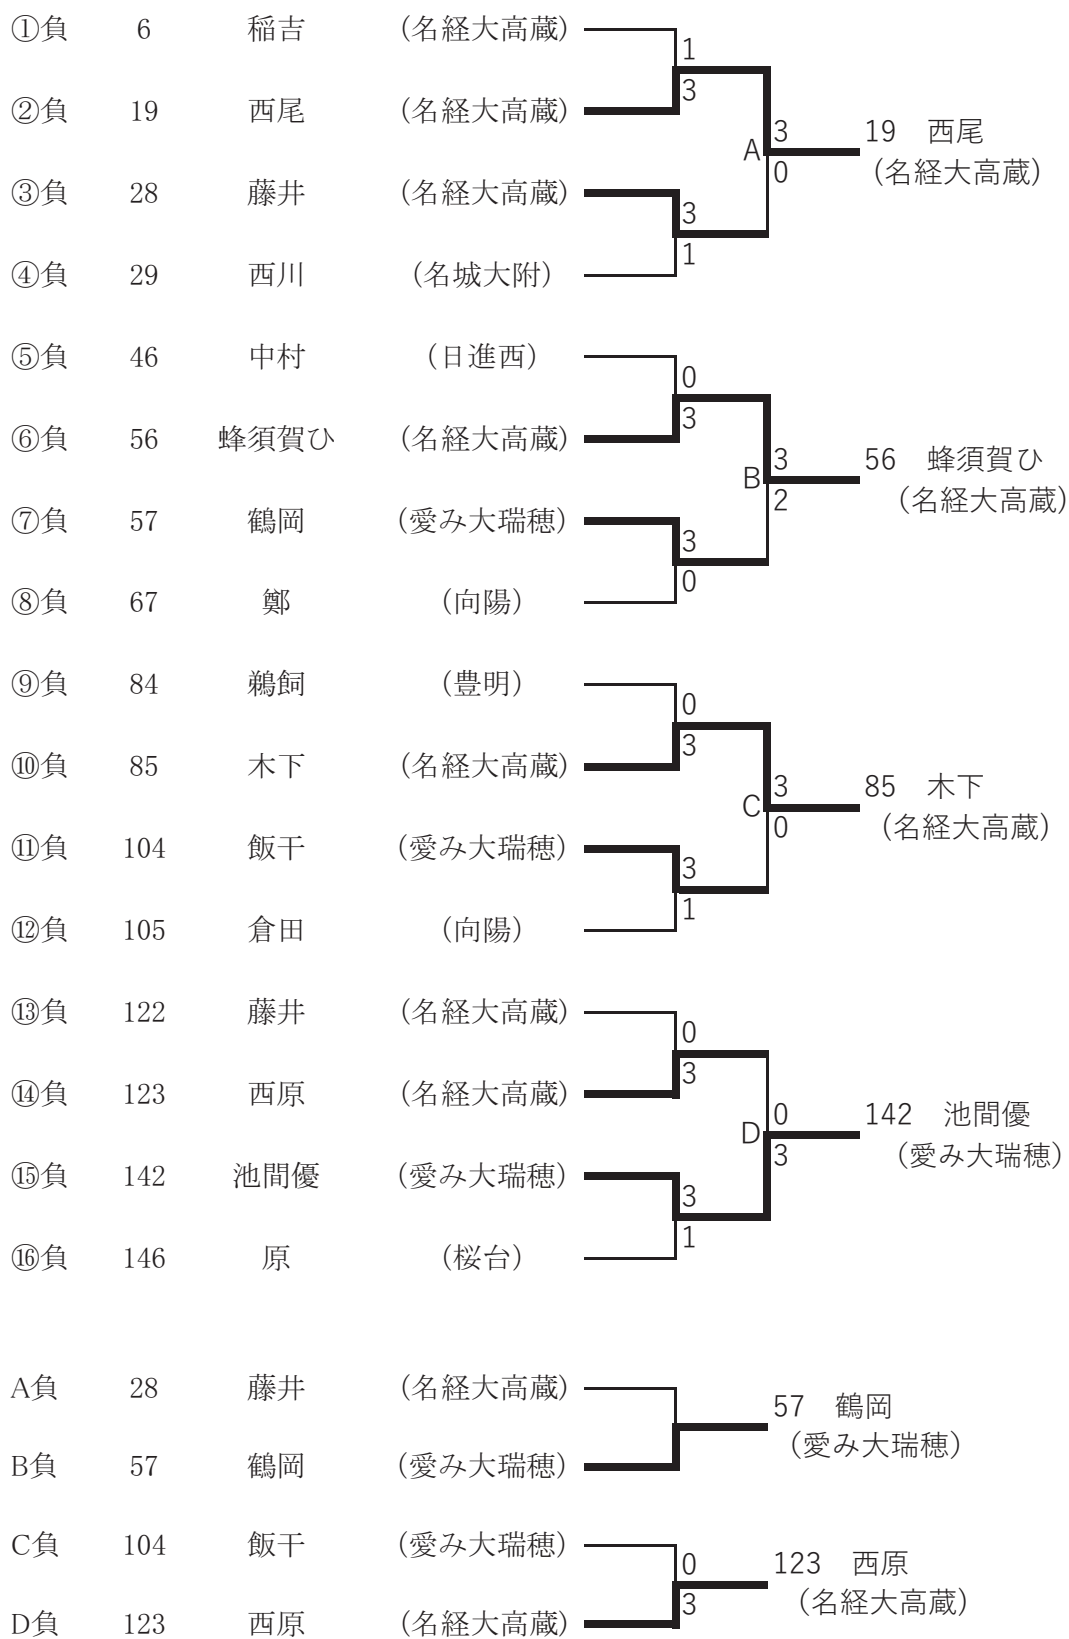 ①負 6 稲吉 (名経大高蔵)
1
3
②負 19 西尾 (名経大高蔵)
A
3
0
19 西尾
(名経大高蔵)
③負 28 藤井 (名経大高蔵)
3
1
④負 29 西川 (名城大附)
⑤負 46 中村 (日進西)
0
3
⑥負 56 蜂須賀ひ (名経大高蔵)
B
3
2
56 蜂須賀ひ
(名経大高蔵)
⑦負 57 鶴岡 (愛み大瑞穂)
3
0
⑧負 67 鄭 (向陽)
⑨負 84 鵜飼 (豊明)
0
3
⑩負 85 木下 (名経大高蔵)
C
3
0
85 木下
(名経大高蔵)
⑪負 104 飯干 (愛み大瑞穂)
3
1
⑫負 105 倉田 (向陽)
⑬負 122 藤井 (名経大高蔵)
0
3
⑭負 123 西原 (名経大高蔵)
D
0
3
142 池間優
(愛み大瑞穂)
⑮負 142 池間優 (愛み大瑞穂)
3
1
⑯負 146 原 (桜台)
A負 28 藤井 (名経大高蔵)
57 鶴岡
(愛み大瑞穂)
B負 57 鶴岡 (愛み大瑞穂)
C負 104 飯干 (愛み大瑞穂)
0
3
123 西原
(名経大高蔵)
D負 123 西原 (名経大高蔵)